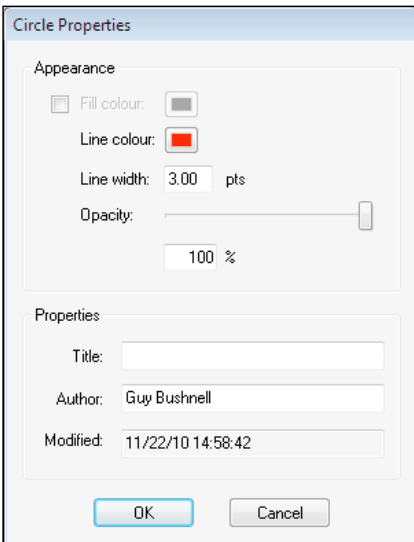 Circle Properties
Appearance
Fill colour:
Line colour:
Line width: 3.00 pts
Opacity:
100 %
Properties
Title:
Author: Guy Bushnell
Modified: 11/22/10 14:58:42
OK Cancel